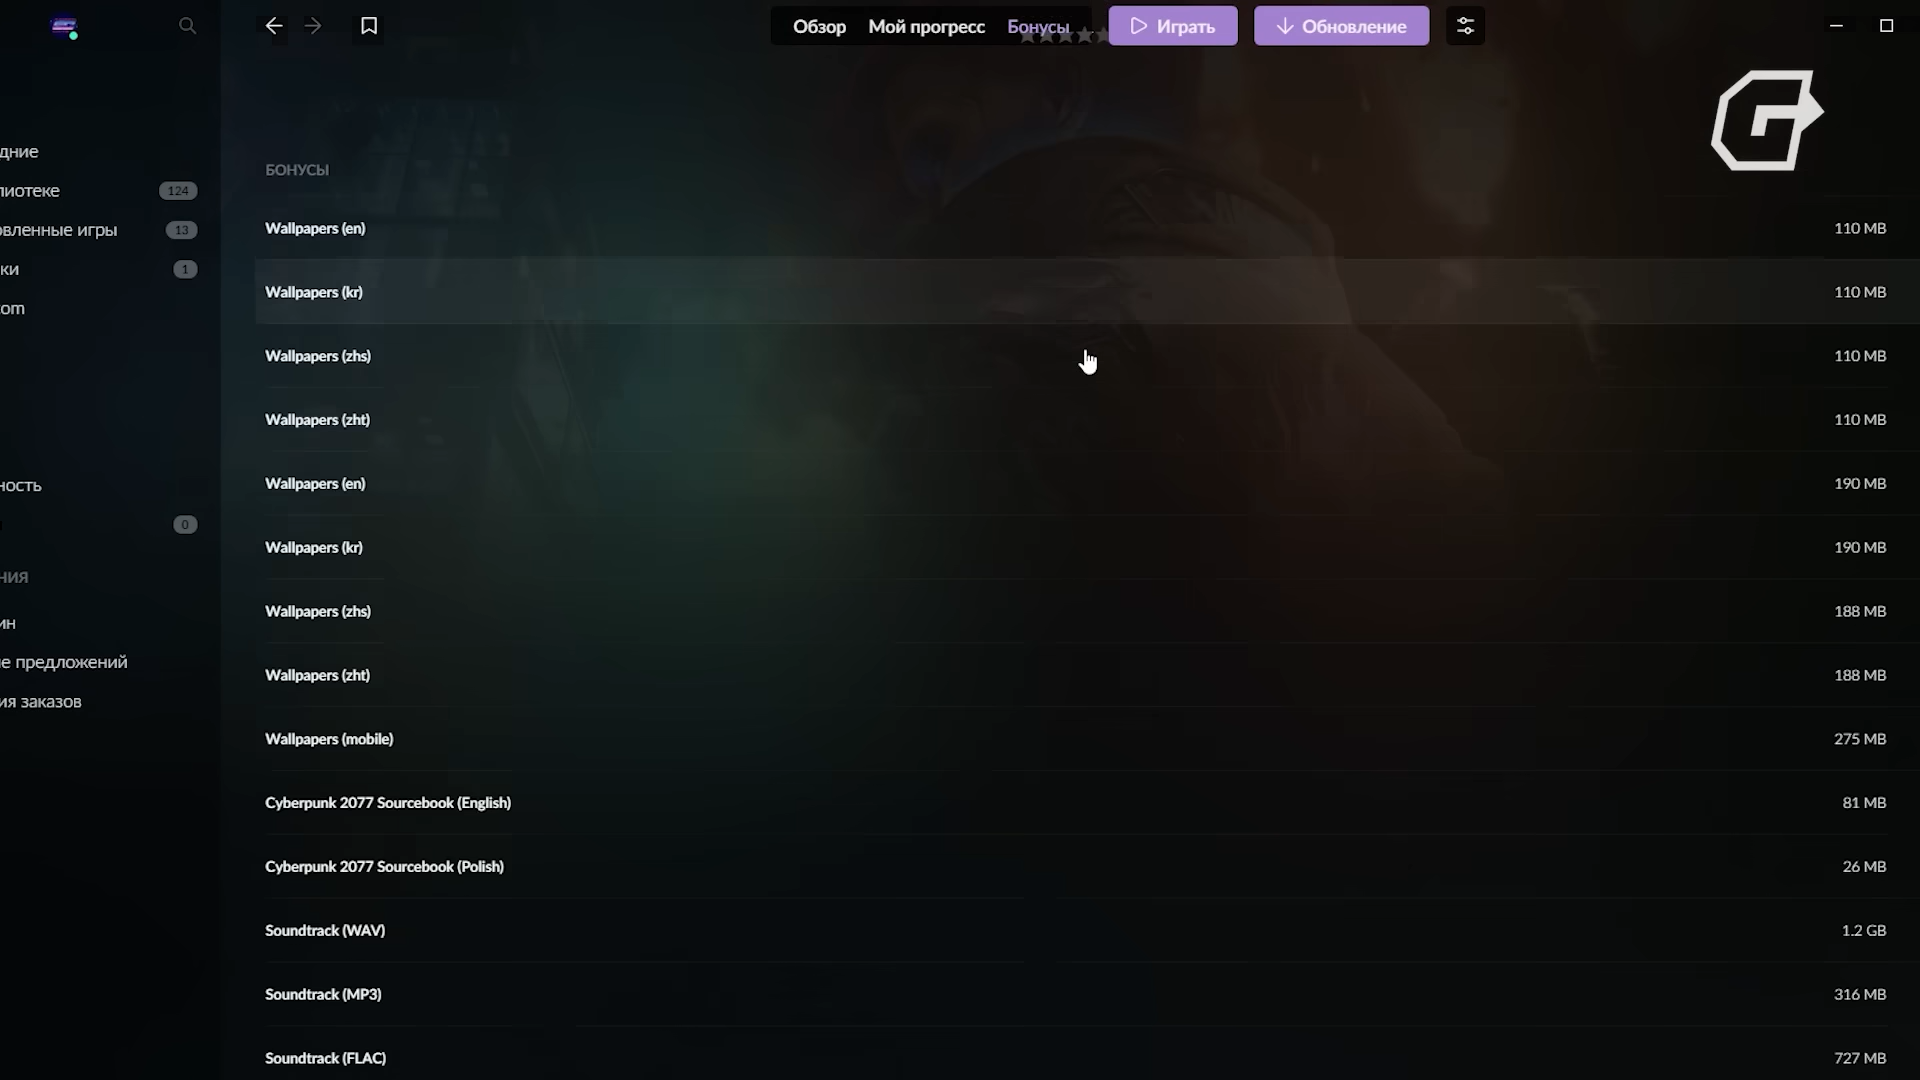 Обзор Мой прогресс Бонусы Играть Обновление
дние
лиотеке 124
овленные игры 13
ки 1
om
ность
0
ния
ин
е предложений
ия заказов
БОНУСЫ
Wallpapers (en) 110 MB
Wallpapers (kr) 110 MB
Wallpapers (zhs) 110 MB
Wallpapers (zht) 110 MB
Wallpapers (en) 190 MB
Wallpapers (kr) 190 MB
Wallpapers (zhs) 188 MB
Wallpapers (zht) 188 MB
Wallpapers (mobile) 275 MB
Cyberpunk 2077 Sourcebook (English) 81 MB
Cyberpunk 2077 Sourcebook (Polish) 26 MB
Soundtrack (WAV) 1.2 GB
Soundtrack (MP3) 316 MB
Soundtrack (FLAC) 727 MB